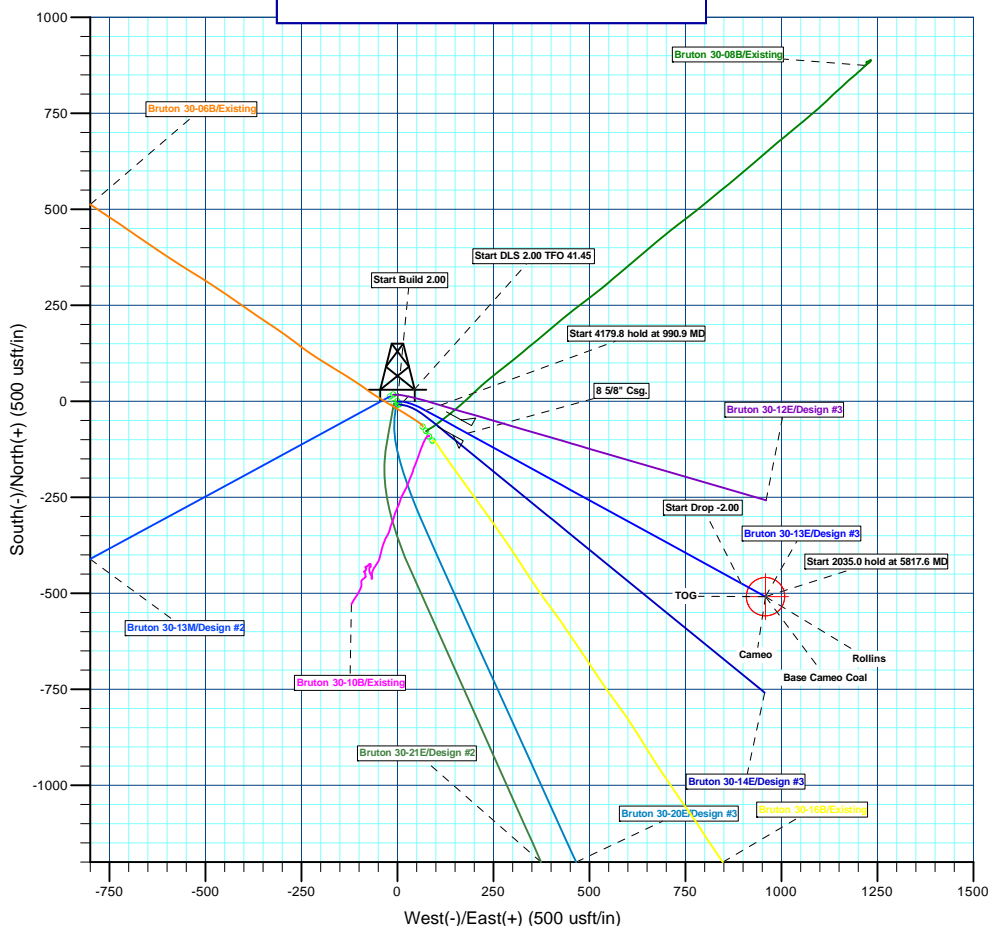 1000
Bruton 30-08B/Existing
750
Bruton 30-06B/Existing
500
Start DLS 2.00 TFO 41.45
Start Build 2.00
250
Start 4179.8 hold at 990.9 MD
8 5/8" Csg.
0
Bruton 30-12E/Design #3
-250
Start Drop -2.00
Bruton 30-13E/Design #3
Start 2035.0 hold at 5817.6 MD
-500
TOG
Bruton 30-13M/Design #2
Cameo
Rollins
Base Cameo Coal
Bruton 30-10B/Existing
-750
Bruton 30-21E/Design #2
Bruton 30-14E/Design #3
-1000
Bruton 30-20E/Design #3
Bruton 30-16B/Existing
South(-)/North(+) (500 usft/in)
-750 -500 -250 0 250 500 750 1000 1250 1500
West(-)/East(+) (500 usft/in)